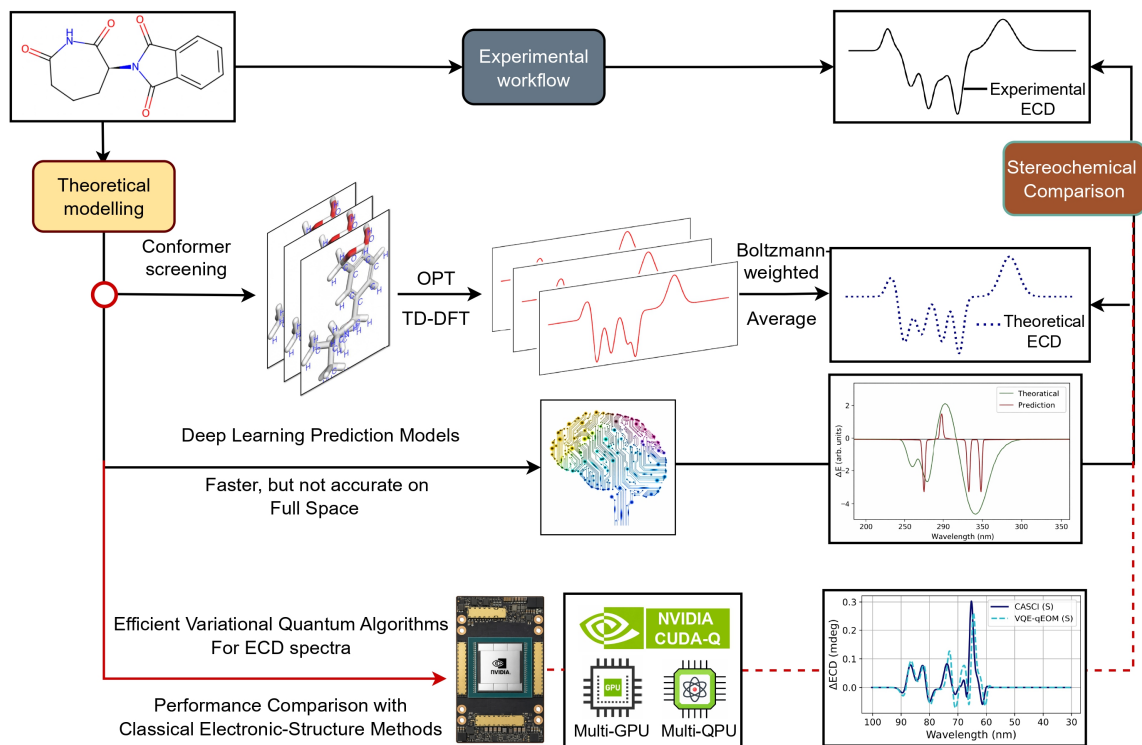 O
NH
O
O
N
O
O
Experimental
workflow
Experimental
ECD
Theoretical
modelling
Stereochemical
Comparison
Conformer
screening
OPT
TD-DFT
Boltzmann-
weighted
Average
Theoretical
ECD
Deep Learning Prediction Models
Faster, but not accurate on
Full Space
Theoratical
Prediction
ΔE (arb. units)
2
0
−2
−4
200
250
290
300
350
Wavelength (nm)
Efficient Variational Quantum Algorithms
For ECD spectra
Performance Comparison with
Classical Electronic-Structure Methods
NVIDIA.
NVIDIA
CUDA-Q
GPU
Multi-GPU
Multi-QPU
CASCI (S)
VQE-qEOM (S)
ΔECD (mdeg)
0.3
0.2
0.1
0.0
100
90
80
70
60
50
40
30
Wavelength (nm)